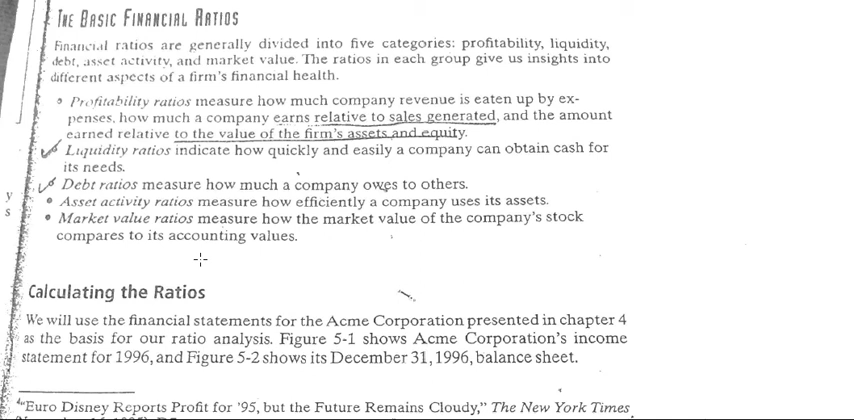 THE BASIC FINANCIAL RATIOS
Financial ratios are generally divided into five categories: profitability, liquidity,
debt, asset activity, and market value. The ratios in each group give us insights into
different aspects of a firm's financial health.
• Profitability ratios measure how much company revenue is eaten up by ex-
penses, how much a company earns relative to sales generated, and the amount
earned relative to the value of the firm's assets and equity.
Liquidity ratios indicate how quickly and easily a company can obtain cash for
its needs.
Debt ratios measure how much a company owes to others.
y
• Asset activity ratios measure how efficiently a company uses its assets.
s
• Market value ratios measure how the market value of the company's stock
compares to its accounting values.
Calculating the Ratios
We will use the financial statements for the Acme Corporation presented in chapter 4
as the basis for our ratio analysis. Figure 5-1 shows Acme Corporation's income
statement for 1996, and Figure 5-2 shows its December 31, 1996, balance sheet.
4"Euro Disney Reports Profit for '95, but the Future Remains Cloudy," The New York Times